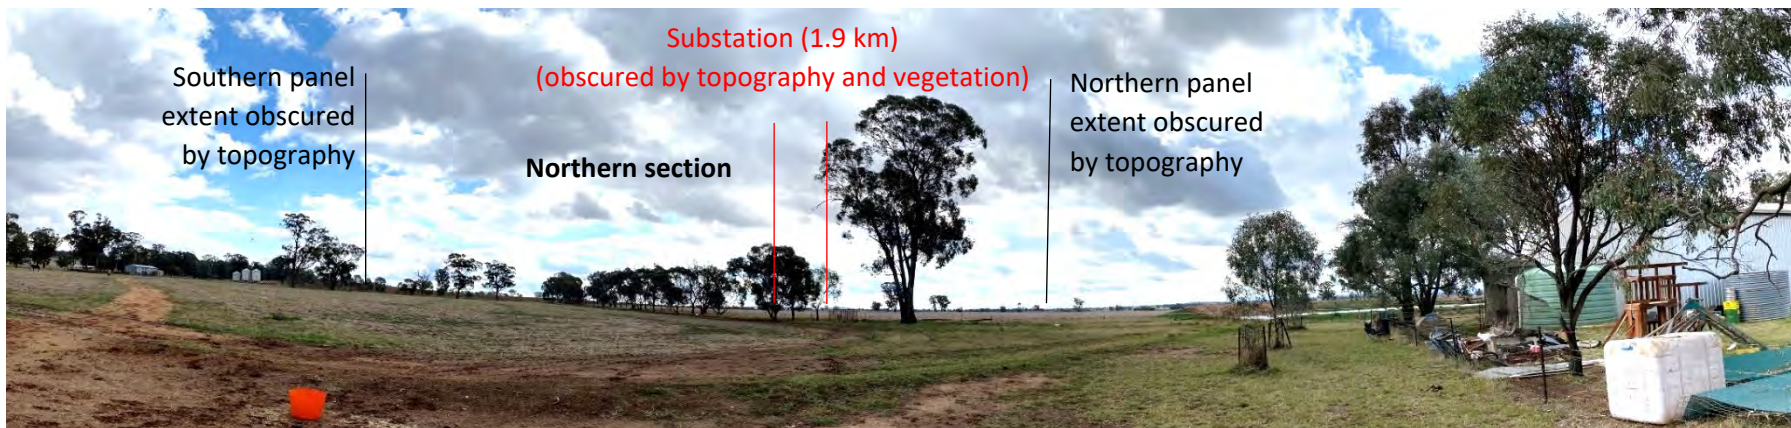 Substation (1.9 km)
(obscured by topography and vegetation)
Southern panel
extent obscured
by topography
Northern section
Northern panel
extent obscured
by topography